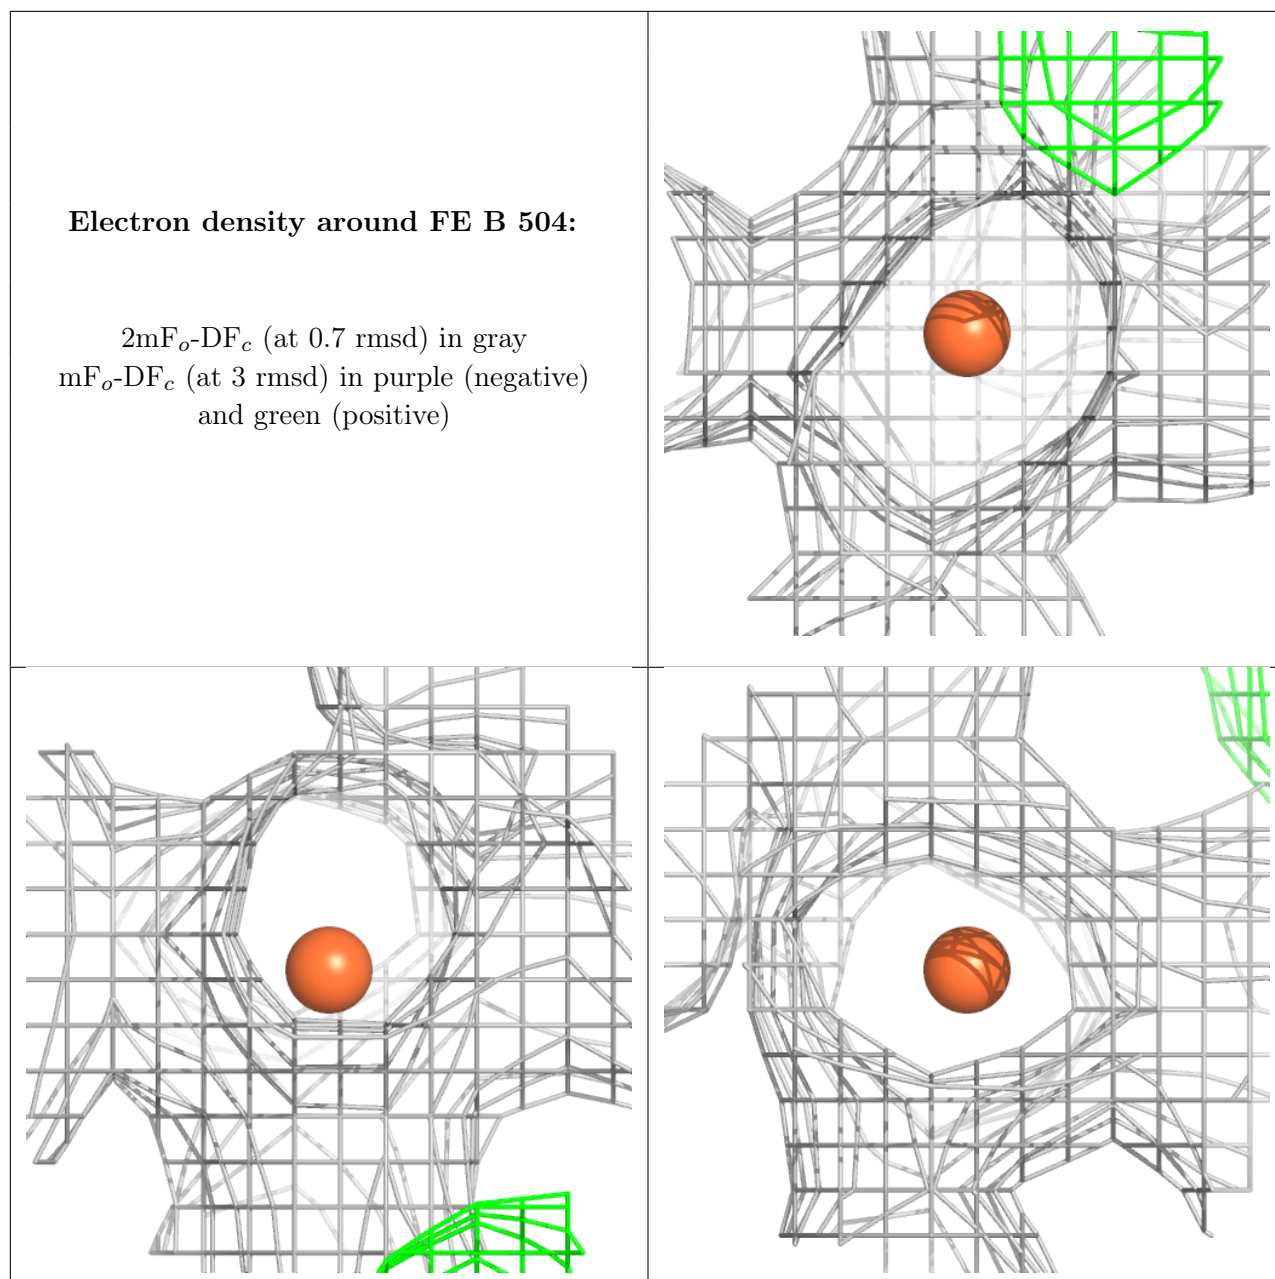 Electron density around FE B 504:
2mFₒ-DF𝒸 (at 0.7 rmsd) in gray
mFₒ-DF𝒸 (at 3 rmsd) in purple (negative)
and green (positive)